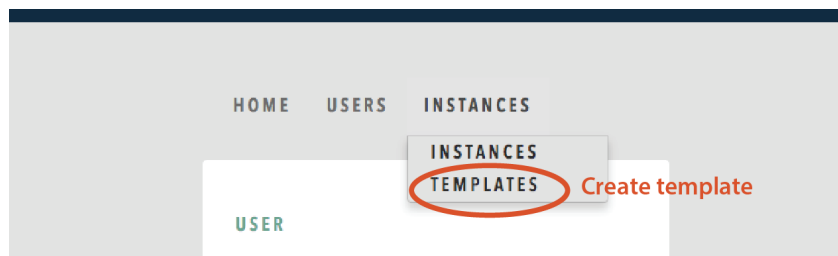 HOME USERS INSTANCES
INSTANCES
TEMPLATES Create template
USER